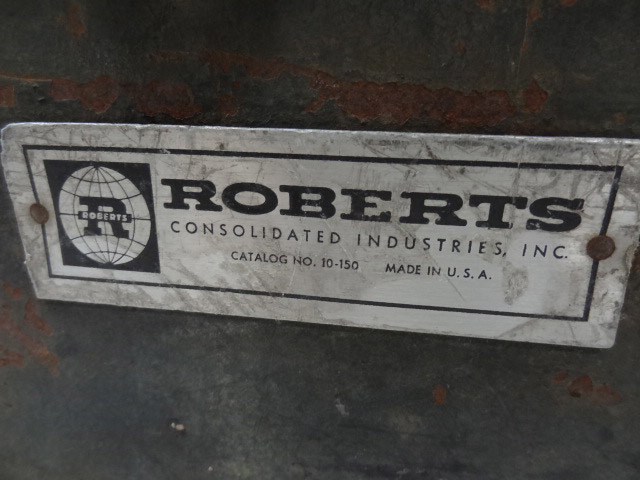 R
ROBERTS
ROBERTS
CONSOLIDATED INDUSTRIES, INC.
CATALOG NO. 10-150 MADE IN U.S.A.